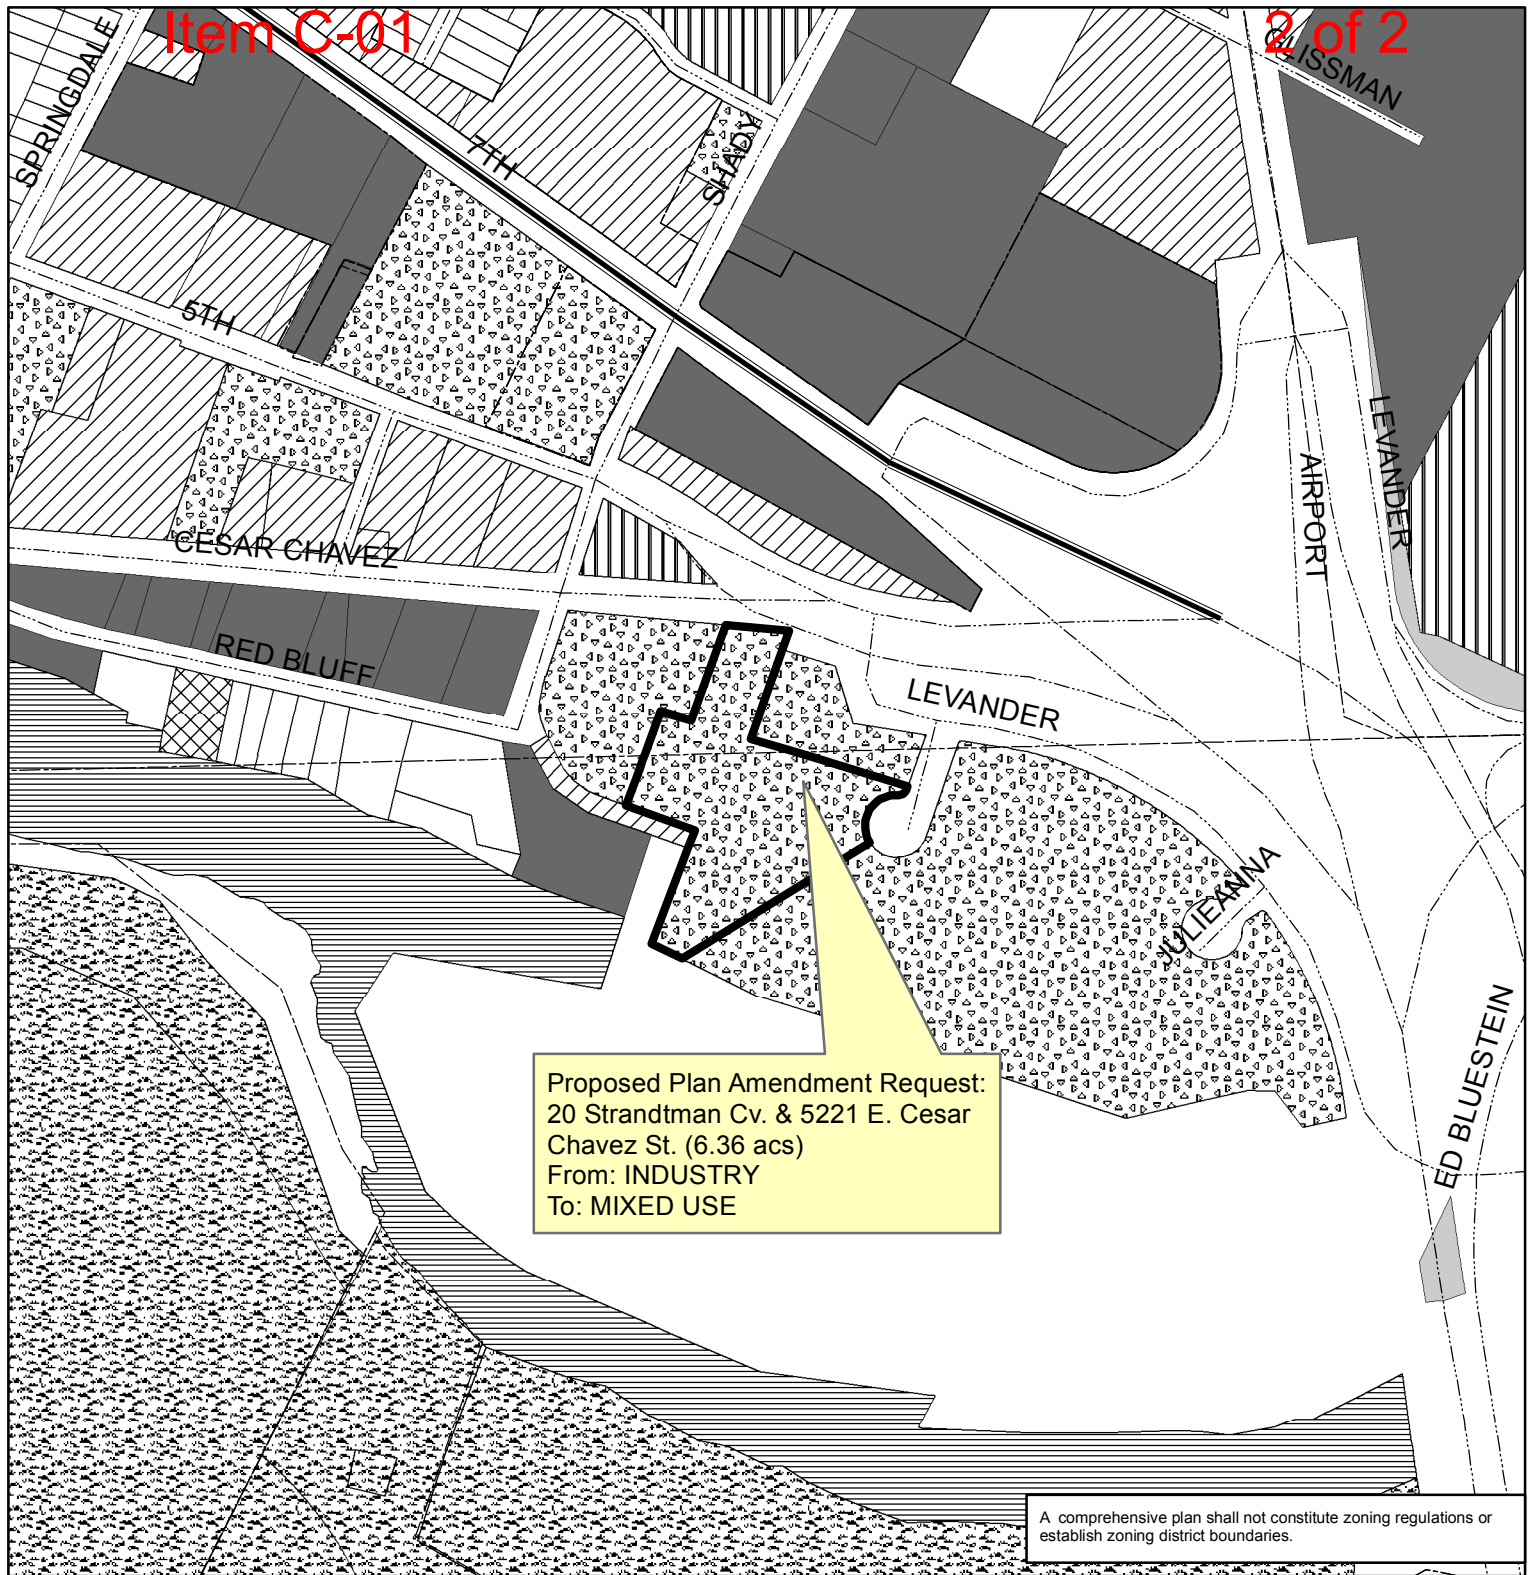 Item C-01
2 of 2
GLISSMAN
SPRINGDALE
7TH
SHADY
5TH
LEVANDER
AIRPORT
CESAR CHAVEZ
RED BLUFF
LEVANDER
JULIEANNA
ED BLUESTEIN
Proposed Plan Amendment Request:
20 Strandtman Cv. & 5221 E. Cesar
Chavez St. (6.36 acs)
From: INDUSTRY
To: MIXED USE
A comprehensive plan shall not constitute zoning regulations or
establish zoning district boundaries.